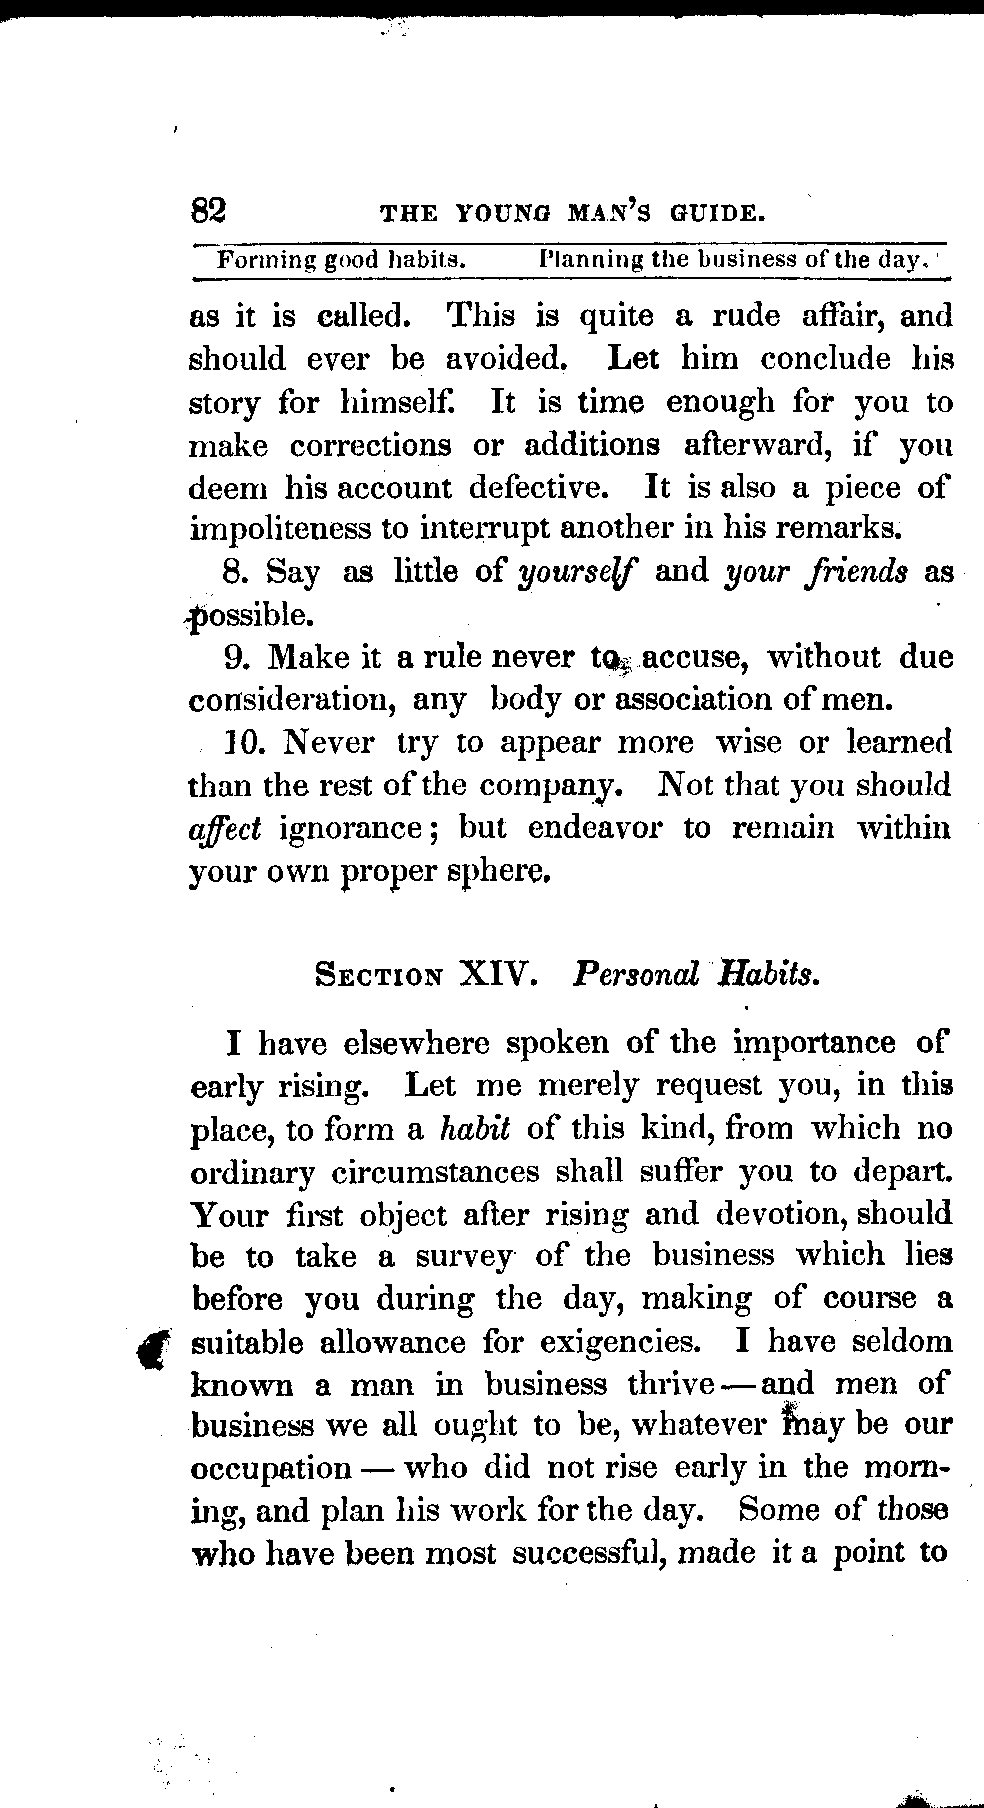 82 THE YOUNG MAN'S GUIDE.
Forming good habits. Planning the business of the day.
as it is called. This is quite a rude affair, and
should ever be avoided. Let him conclude his
story for himself. It is time enough for you to
make corrections or additions afterward, if you
deem his account defective. It is also a piece of
impoliteness to interrupt another in his remarks.
8. Say as little of yourself and your friends as
possible.
9. Make it a rule never to accuse, without due
consideration, any body or association of men.
10. Never try to appear more wise or learned
than the rest of the company. Not that you should
affect ignorance; but endeavor to remain within
your own proper sphere.
SECTION XIV. Personal Habits.
I have elsewhere spoken of the importance of
early rising. Let me merely request you, in this
place, to form a habit of this kind, from which no
ordinary circumstances shall suffer you to depart.
Your first object after rising and devotion, should
be to take a survey of the business which lies
before you during the day, making of course a
suitable allowance for exigencies. I have seldom
known a man in business thrive—and men of
business we all ought to be, whatever may be our
occupation — who did not rise early in the morn-
ing, and plan his work for the day. Some of those
who have been most successful, made it a point to